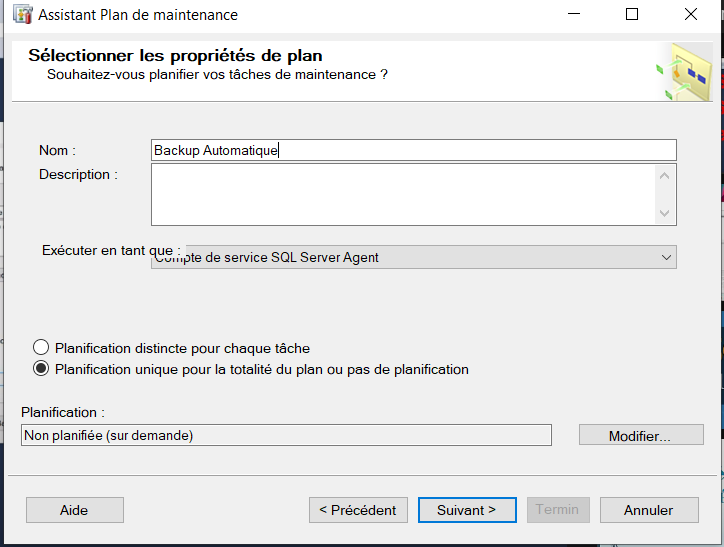 Assistant Plan de maintenance
Sélectionner les propriétés de plan
Souhaitez-vous planifier vos tâches de maintenance ?
Nom :
Backup Automatique
Description :
Exécuter en tant que :
Compte de service SQL Server Agent
Planification distincte pour chaque tâche
Planification unique pour la totalité du plan ou pas de planification
Planification :
Non planifiée (sur demande)
Modifier...
Aide
< Précédent
Suivant >
Termin
Annuler